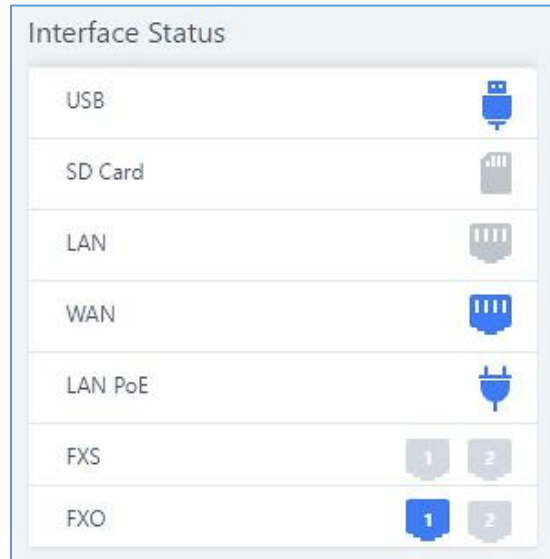 Interface Status
USB
SD Card
LAN
WAN
LAN PoE
FXS 1 2
FXO 1 2